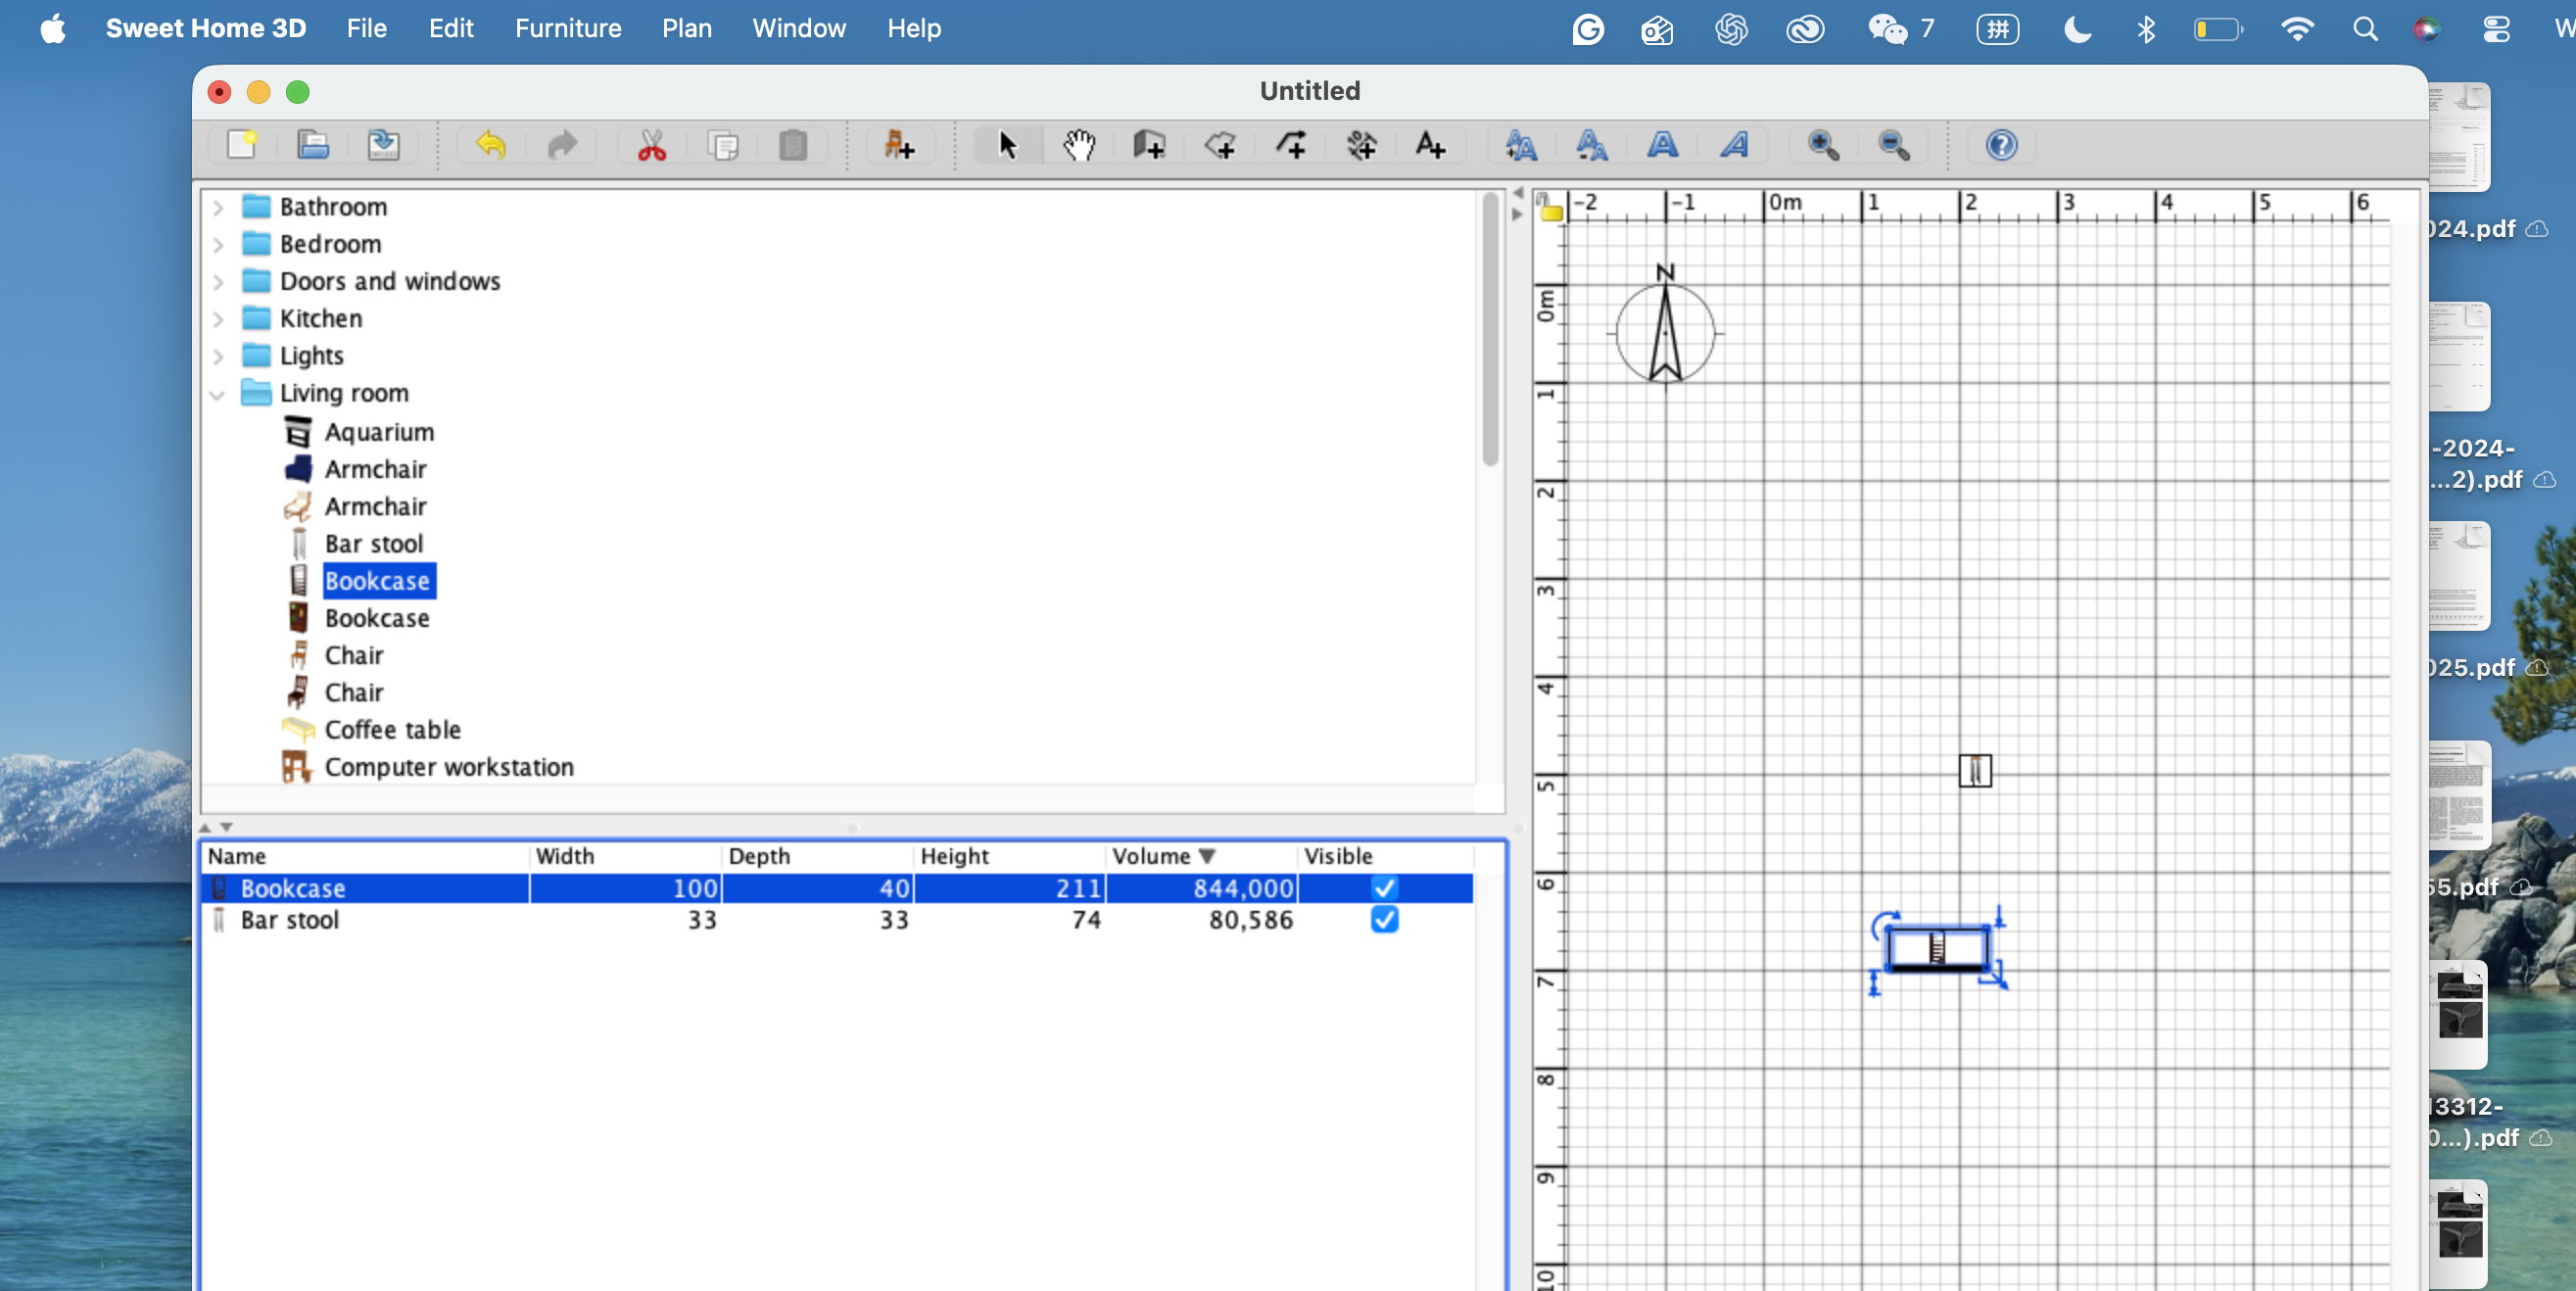 Sweet Home 3D File Edit Furniture Plan Window Help 7 拼
Untitled
Bathroom
Bedroom
Doors and windows
Kitchen
Lights
Living room
Aquarium
Armchair
Armchair
Bar stool
Bookcase
Bookcase
Chair
Chair
Coffee table
Computer workstation
Name Width Depth Height Volume Visible
Bookcase 100 40 211 844,000
Bar stool 33 33 74 80,586
-2 -1 0m 1 2 3 4 5 6
N
0m
1
2
3
4
5
6
7
8
9
10
024.pdf
-2024-
...2).pdf
025.pdf
55.pdf
13312-
0...).pdf